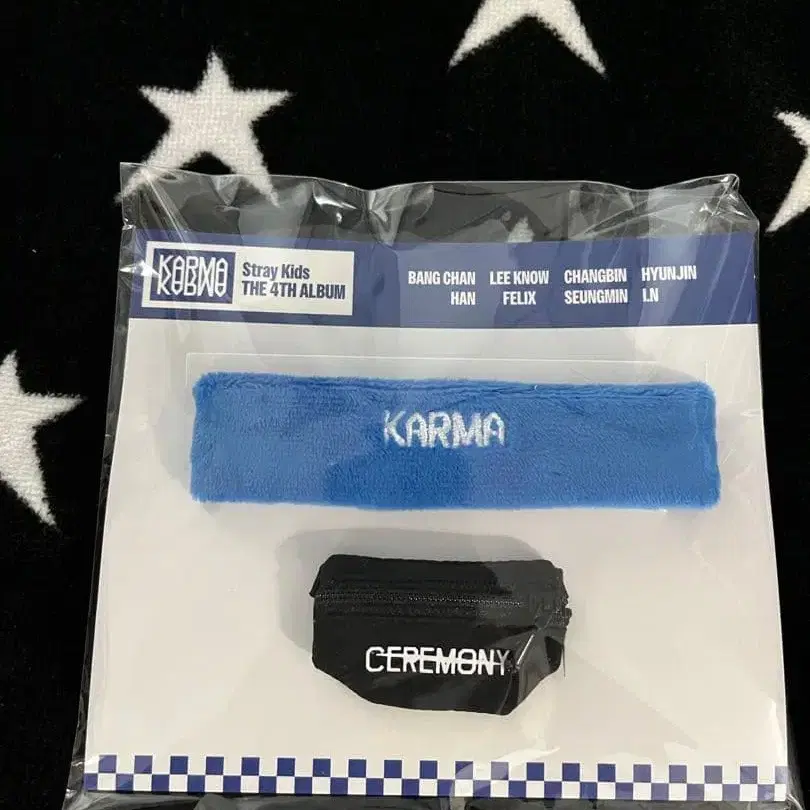 KARMA
Stray Kids
THE 4TH ALBUM
BANG CHAN LEE KNOW CHANGBIN HYUNJIN
HAN FELIX SEUNGMIN I.N
KARMA
CEREMONY